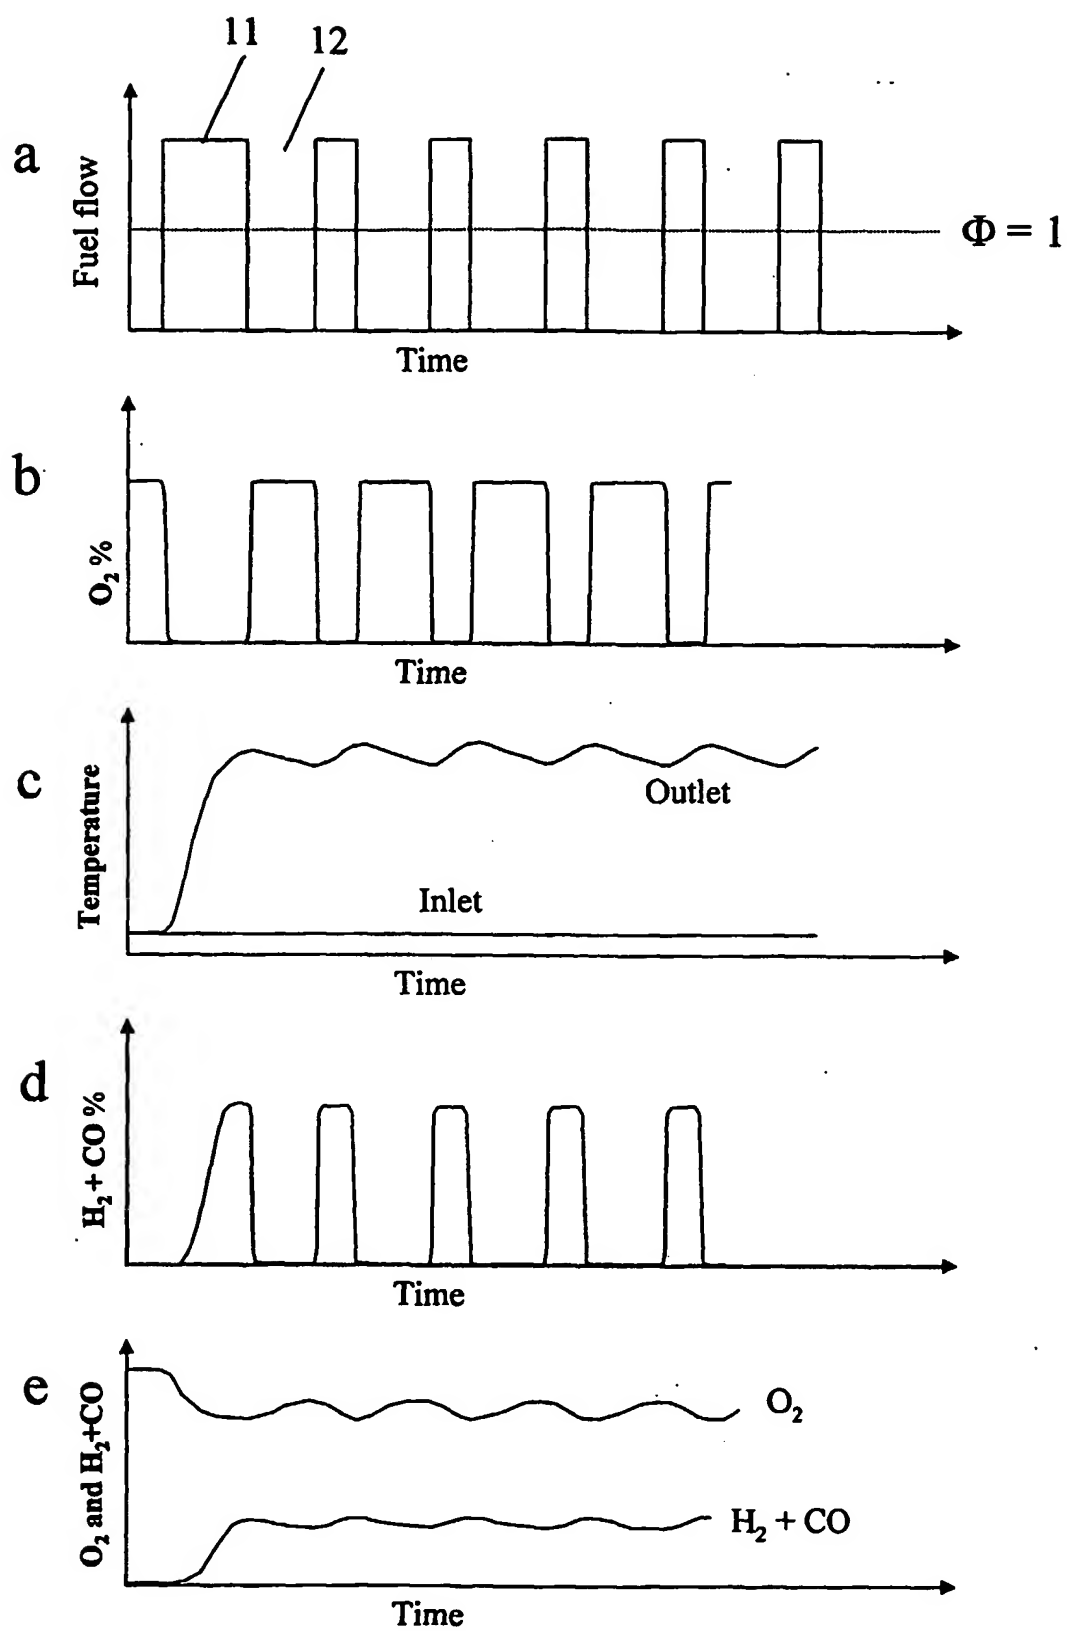 11
12
a
Fuel flow
Φ = 1
Time
b
O₂ %
Time
c
Temperature
Outlet
Inlet
Time
d
H₂ + CO %
Time
e
O₂ and H₂+CO
O₂
H₂ + CO
Time